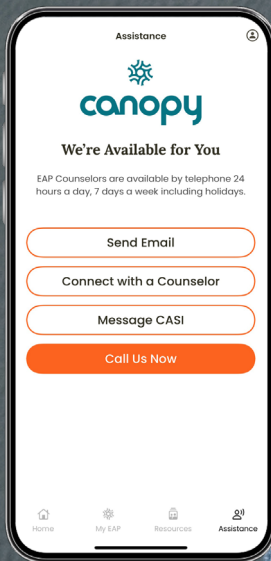 Assistance
canopy
We're Available for You
EAP Counselors are available by telephone 24
hours a day, 7 days a week including holidays.
Send Email
Connect with a Counselor
Message CASI
Call Us Now
Home
My EAP
Resources
Assistance